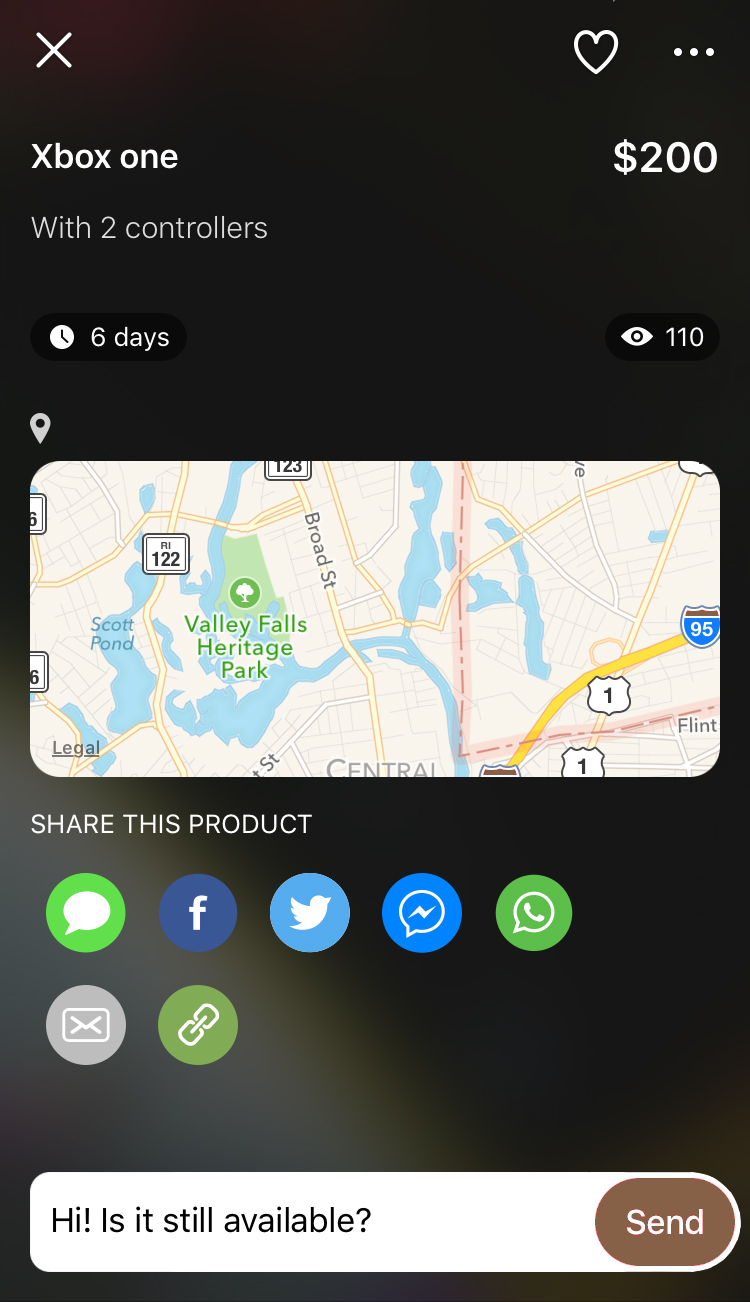 Xbox one
$200
With 2 controllers
6 days
110
123
6
RI
122
Broad St
Scott
Pond
Valley Falls
Heritage
Park
95
6
1
Flint
Legal
t St
CENTRAL
1
SHARE THIS PRODUCT
f
Hi! Is it still available?
Send